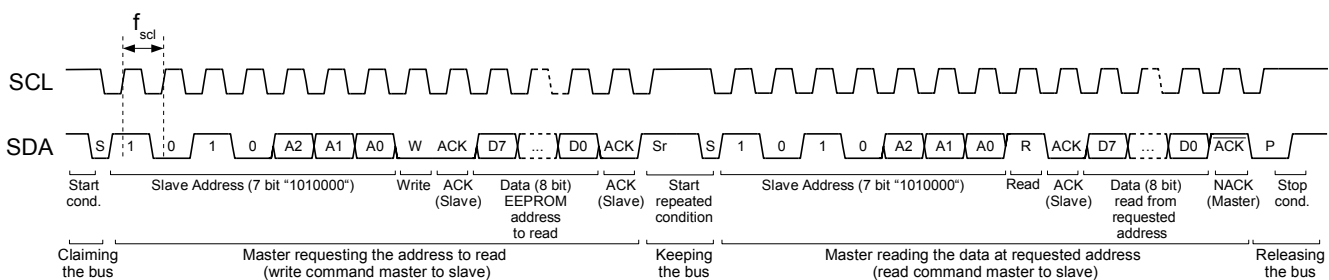 f scl
SCL
SDA S 1 0 1 0 A2 A1 A0 W ACK D7 ... D0 ACK Sr S 1 0 1 0 A2 A1 A0 R ACK D7 ... D0 ACK P
Start cond.
Slave Address (7 bit “1010000“)
Write
ACK (Slave)
Data (8 bit) EEPROM address to read
ACK (Slave)
Start repeated condition
Slave Address (7 bit “1010000“)
Read
ACK (Slave)
Data (8 bit) read from requested address
NACK (Master)
Stop cond.
Claiming the bus
Master requesting the address to read
(write command master to slave)
Keeping the bus
Master reading the data at requested address
(read command master to slave)
Releasing the bus